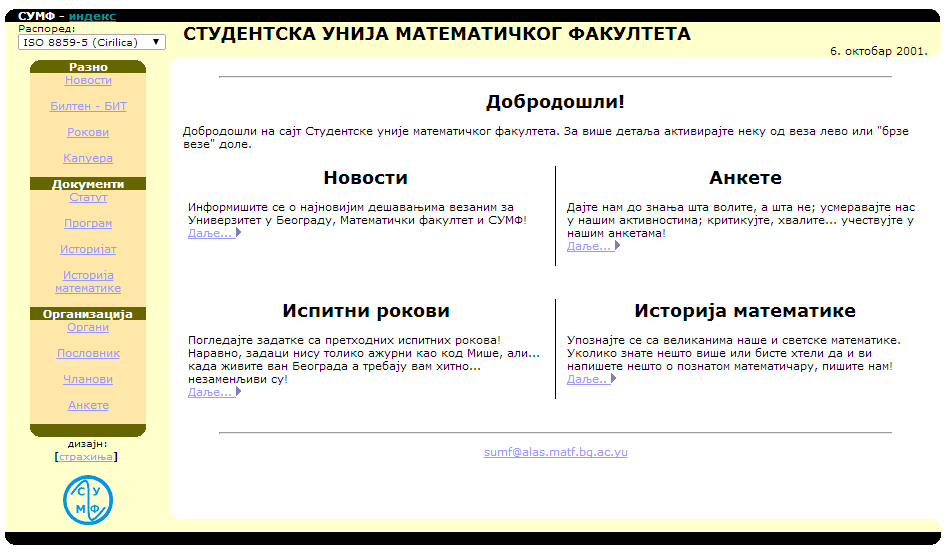 СУМФ – индекс
Распоред:
ISO 8859-5 (Cirilica)
СТУДЕНТСКА УНИЈА МАТЕМАТИЧКОГ ФАКУЛТЕТА
6. октобар 2001.
Разно
Новости
Билтен - БИТ
Рокови
Капуера
Документи
Статут
Програм
Историјат
Историја
математике
Организација
Органи
Пословник
Чланови
Анкете
дизајн:
[страхиња]
С У
М Ф
Добродошли!
Добродошли на сајт Студентске уније математичког факултета. За више детаља активирајте неку од веза лево или "брзе
везе" доле.
Новости
Информишите се о најновијим дешавањима везаним за
Универзитет у Београду, Математички факултет и СУМФ!
Даље...
Анкете
Дајте нам до знања шта волите, а шта не; усмеравајте нас
у нашим активностима; критикујте, хвалите... учествујте у
нашим анкетама!
Даље...
Испитни рокови
Погледајте задатке са претходних испитних рокова!
Наравно, задаци нису толико ажурни као код Мише, али...
када живите ван Београда а требају вам хитно...
незаменљиви су!
Даље...
Историја математике
Упознајте се са великанима наше и светске математике.
Уколико знате нешто више или бисте хтели да и ви
напишете нешто о познатом математичару, пишите нам!
Даље..
sumf@alas.matf.bg.ac.yu